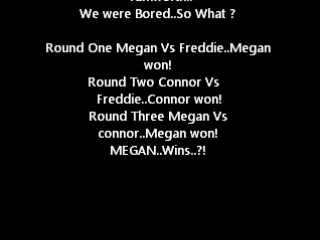 We were Bored..So What ?
Round One Megan Vs Freddie..Megan
won!
Round Two Connor Vs
Freddie..Connor won!
Round Three Megan Vs
connor..Megan won!
MEGAN..Wins..?!